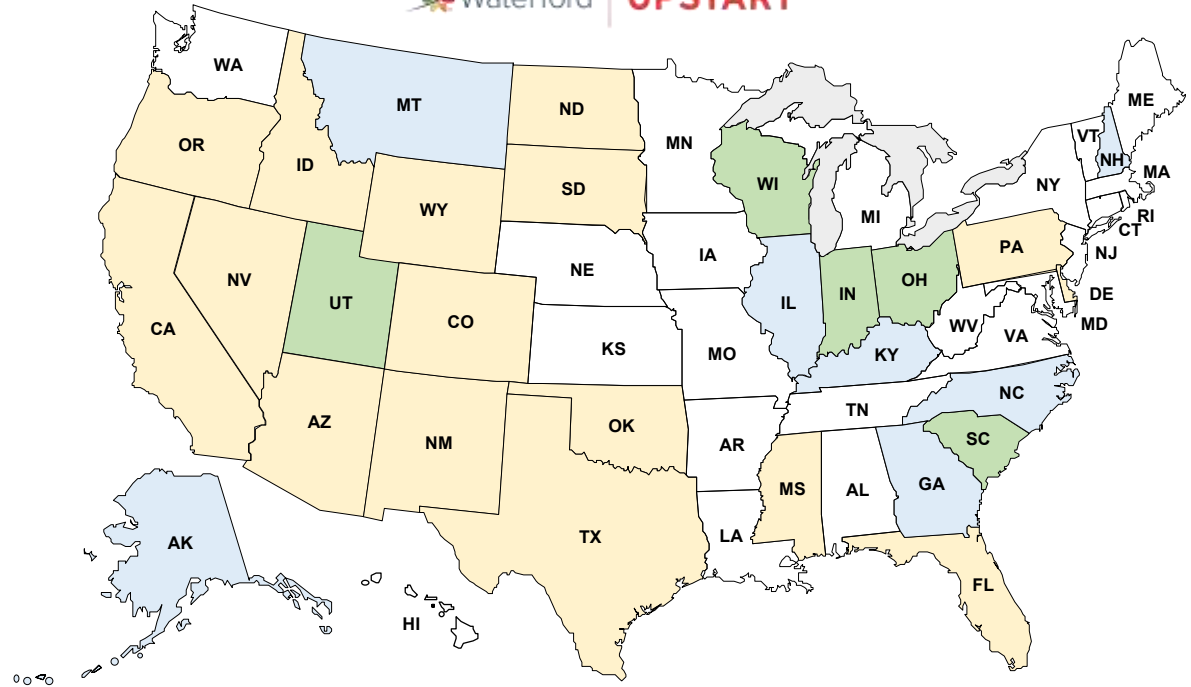 Waterford UPSTART
WA
MT
ND
MN
ME
OR
ID
SD
WI
VT
NH
MA
NY
WY
MI
RI
CT
IA
PA
NJ
NV
NE
UT
CO
IL
IN
OH
DE
MD
CA
KS
MO
WV
VA
KY
NC
TN
AZ
NM
OK
AR
SC
MS
AL
GA
TX
LA
AK
FL
HI